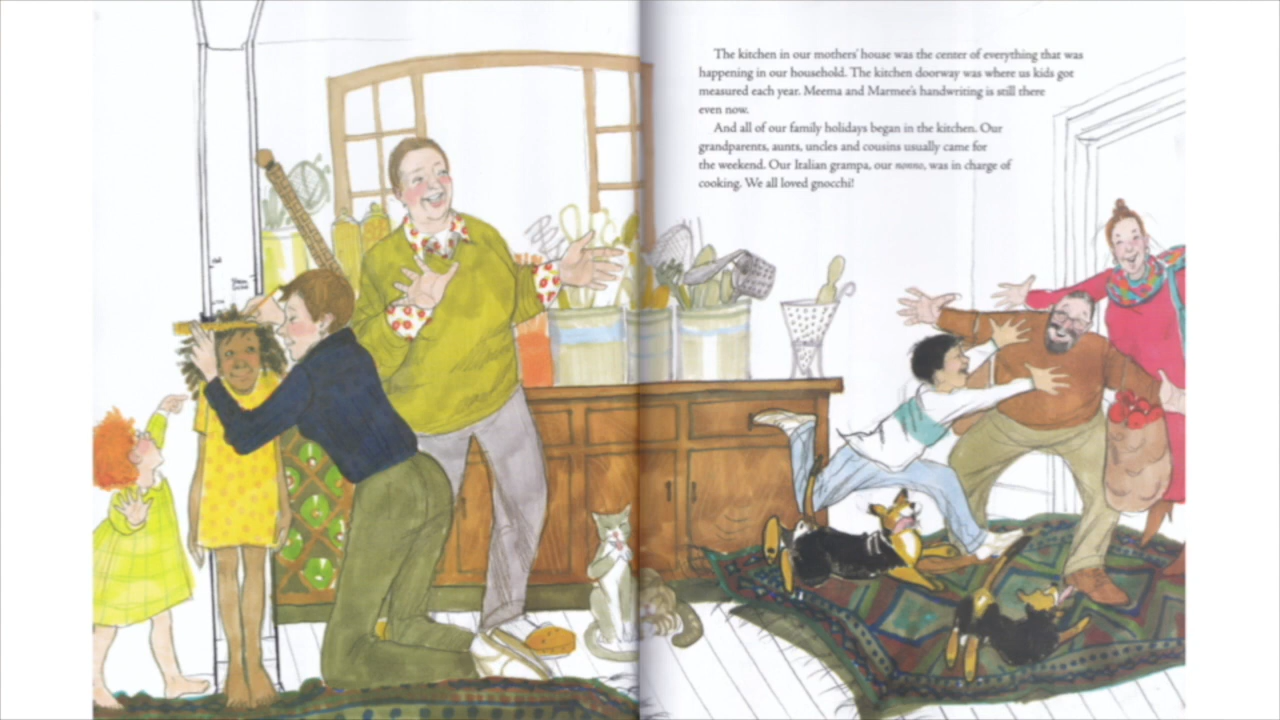 The kitchen in our mothers' house was the center of everything that was
happening in our household. The kitchen doorway was where us kids got
measured each year. Meema and Marmee's handwriting is still there
even now.
And all of our family holidays began in the kitchen. Our
grandparents, aunts, uncles and cousins usually came for
the weekend. Our Italian grampa, our nonno, was in charge of
cooking. We all loved gnocchi!